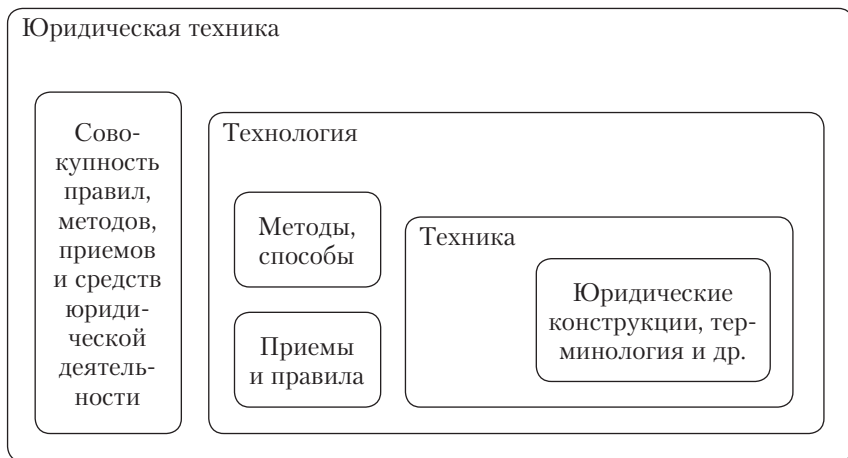 Юридическая техника
Сово-
купность
правил,
методов,
приемов
и средств
юриди-
ческой
деятель-
ности
Технология
Методы,
способы
Приемы
и правила
Техника
Юридические
конструкции, тер-
минология и др.